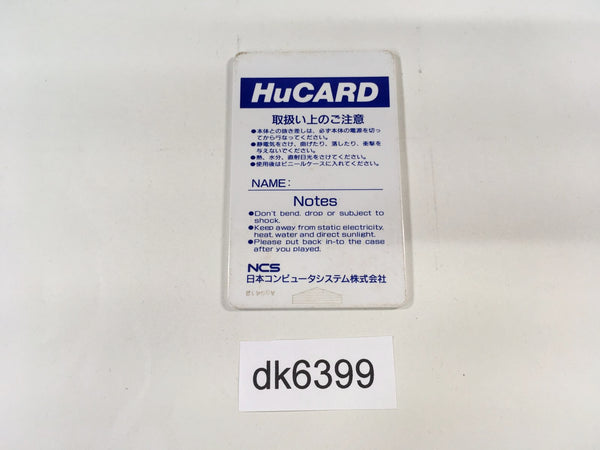 HuCARD
取扱い上のご注意
●本体との抜き差しは、必ず本体の電源を切っ
てから行なってください。
●静電気をさけ、曲げたり、落したり、衝撃を
与えないでください。
●熱、水分、直射日光をさけてください。
●使用後はビニールケースに入れてください。
NAME:
Notes
●Don't bend, drop or subject to
shock.
●Keep away from static electricity,
heat, water and direct sunlight.
●Please put back in-to the case
after you played.
NCS
日本コンピュータシステム株式会社
dk6399